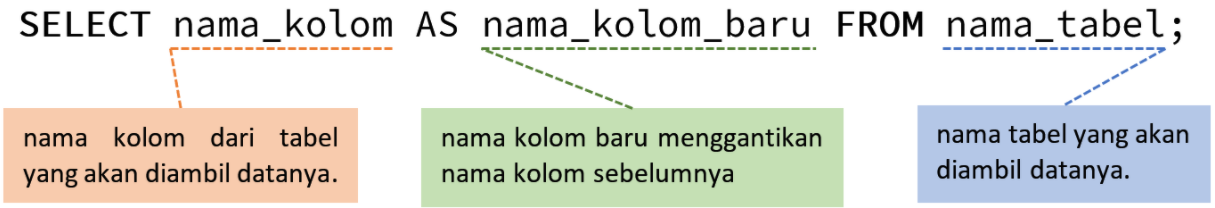 SELECT nama_kolom AS nama_kolom_baru FROM nama_tabel;
nama kolom dari tabel
yang akan diambil datanya.
nama kolom baru menggantikan
nama kolom sebelumnya
nama tabel yang akan
diambil datanya.